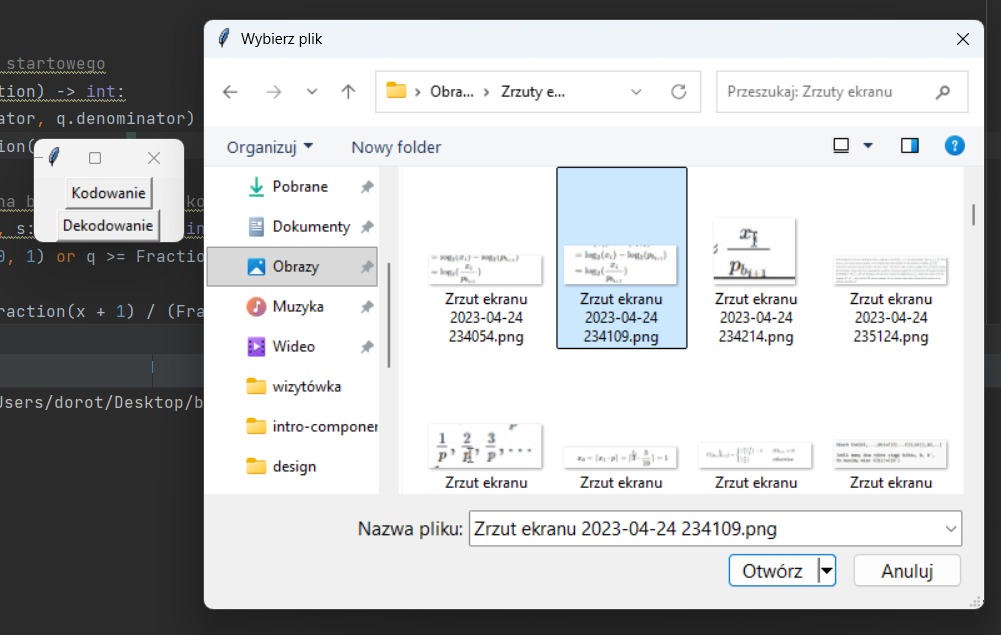 startowego
tion) -> int:
ator, q.denominator)
ion(
Kodowanie
Dekodowanie
na b
ko
, s:
in
0, 1) or q >= Fractio
raction(x + 1) / (Fra
Users/dorot/Desktop/b
Wybierz plik
Obra...
Zrzuty e...
Przeszukaj: Zrzuty ekranu
Organizuj
Nowy folder
Pobrane
Dokumenty
Obrazy
Muzyka
Wideo
wizytówka
intro-componen
design
Zrzut ekranu
2023-04-24
234054.png
Zrzut ekranu
2023-04-24
234109.png
Zrzut ekranu
2023-04-24
234214.png
Zrzut ekranu
2023-04-24
235124.png
Zrzut ekranu
Zrzut ekranu
Zrzut ekranu
Zrzut ekranu
Nazwa pliku:
Zrzut ekranu 2023-04-24 234109.png
Otwórz
Anuluj